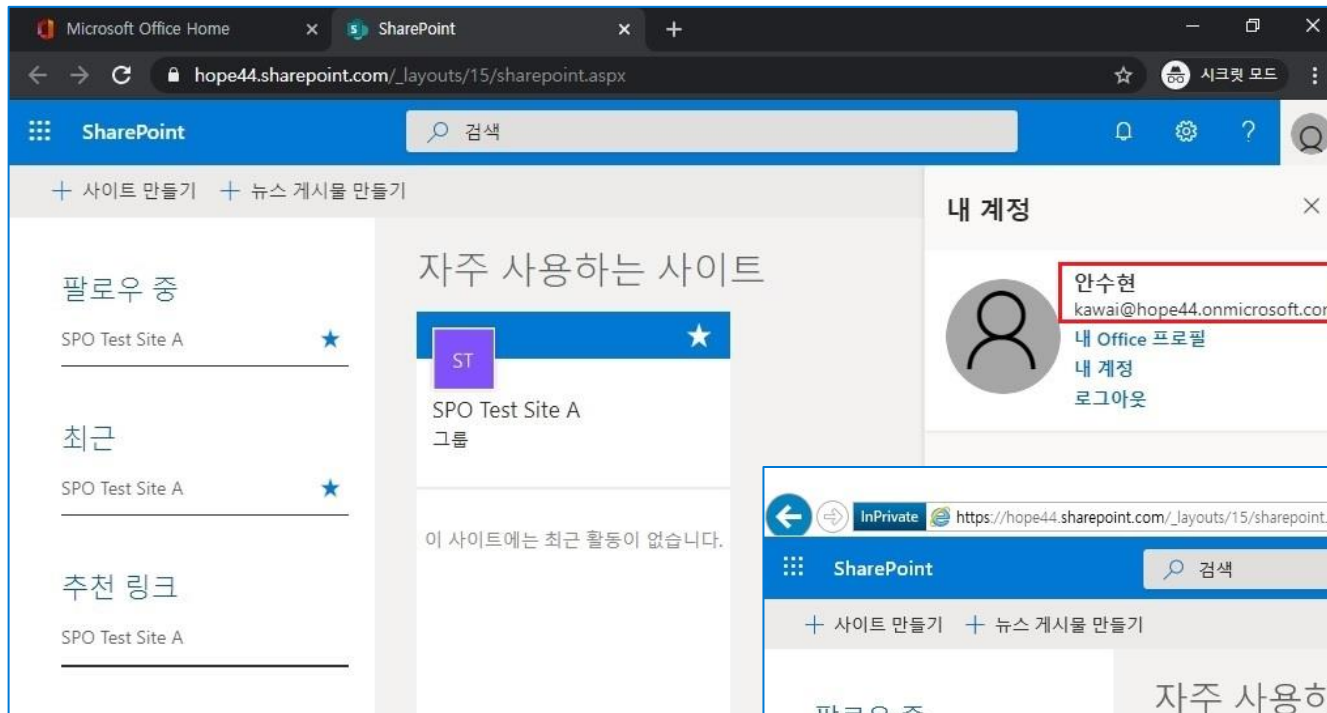 Microsoft Office Home
SharePoint
hope44.sharepoint.com/_layouts/15/sharepoint.aspx
시크릿 모드
SharePoint
검색
사이트 만들기
뉴스 게시물 만들기
팔로우 중
SPO Test Site A
최근
SPO Test Site A
추천 링크
SPO Test Site A
자주 사용하는 사이트
ST
SPO Test Site A
그룹
이 사이트에는 최근 활동이 없습니다.
내 계정
안수현
kawai@hope44.onmicrosoft.com
내 Office 프로필
내 계정
로그아웃
InPrivate
https://hope44.sharepoint.com/_layouts/15/sharepoint.
SharePoint
검색
사이트 만들기
뉴스 게시물 만들기
자주